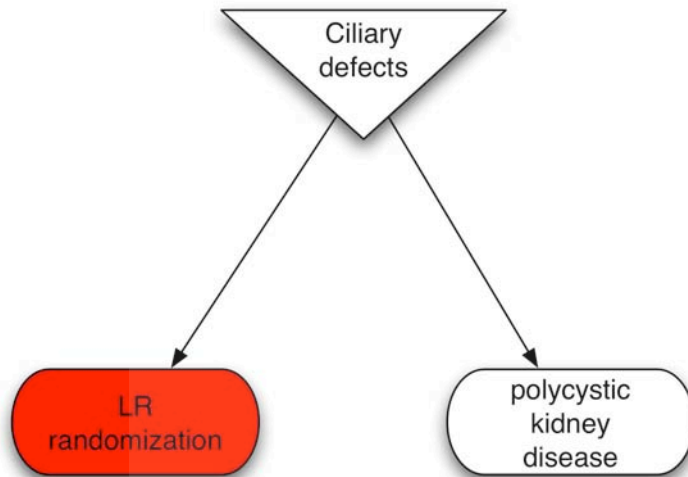 Ciliary
defects
LR
randomization
polycystic
kidney
disease